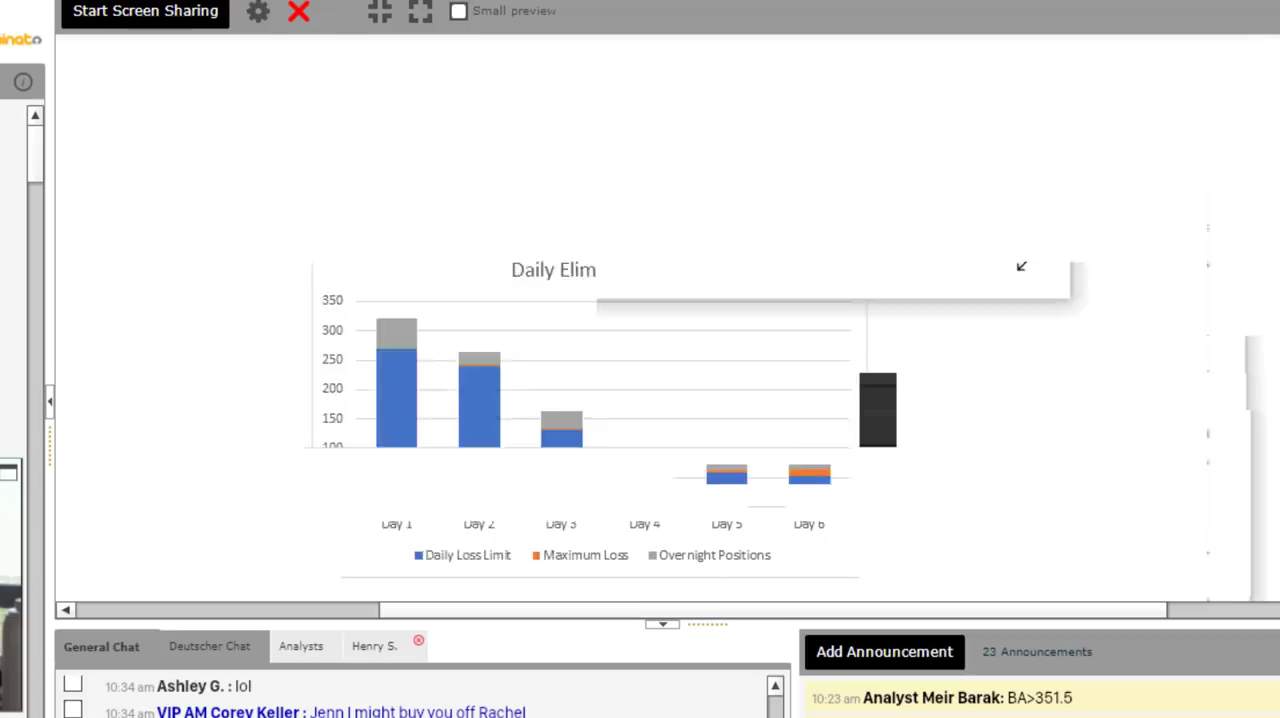 Start Screen Sharing
Small preview
Daily Elim
350
300
250
200
150
100
Day 1 Day 2 Day 3 Day 4 Day 5 Day 6
Daily Loss Limit Maximum Loss Overnight Positions
General Chat Deutscher Chat Analysts Henry S.
Add Announcement 23 Announcements
10:34 am Ashley G. : lol
10:34 am VIP AM Corey Keller : Jenn I might buy you off Rachel
10:23 am Analyst Meir Barak: BA>351.5